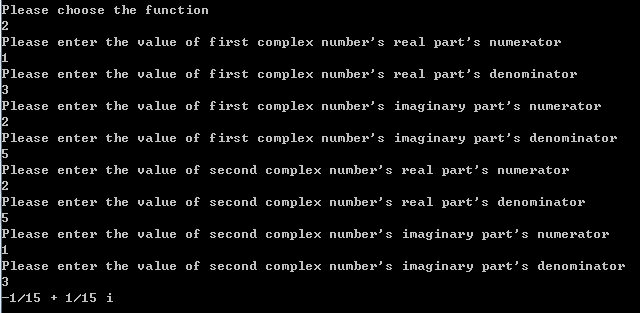 Please choose the function
2
Please enter the value of first complex number's real part's numerator
1
Please enter the value of first complex number's real part's denominator
3
Please enter the value of first complex number's imaginary part's numerator
2
Please enter the value of first complex number's imaginary part's denominator
5
Please enter the value of second complex number's real part's numerator
2
Please enter the value of second complex number's real part's denominator
5
Please enter the value of second complex number's imaginary part's numerator
1
Please enter the value of second complex number's imaginary part's denominator
3
-1/15 + 1/15 i